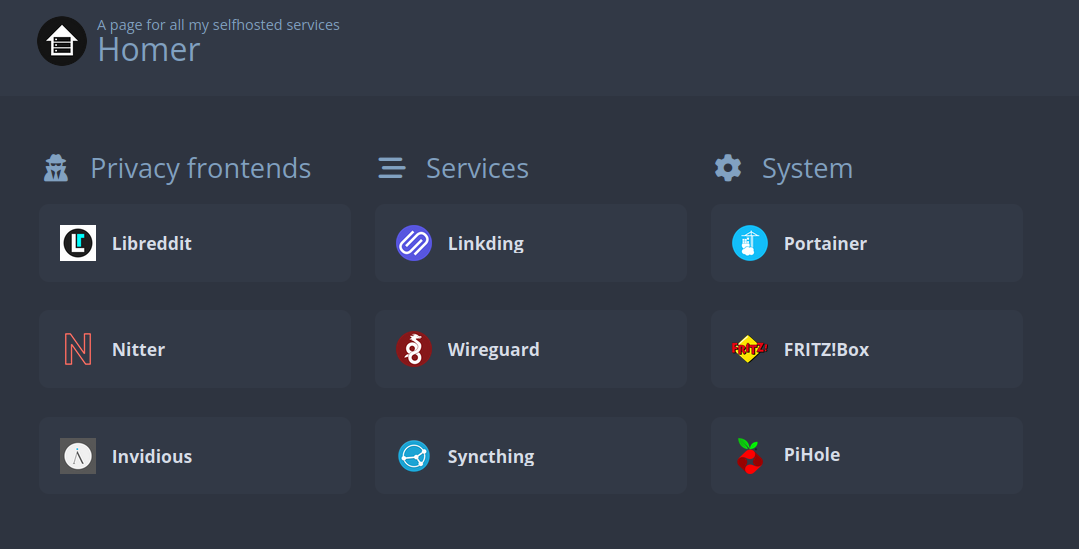 A page for all my selfhosted services
Homer
Privacy frontends
Libreddit
Nitter
Invidious
Services
Linkding
Wireguard
Syncthing
System
Portainer
FRITZ!
FRITZ!Box
PiHole